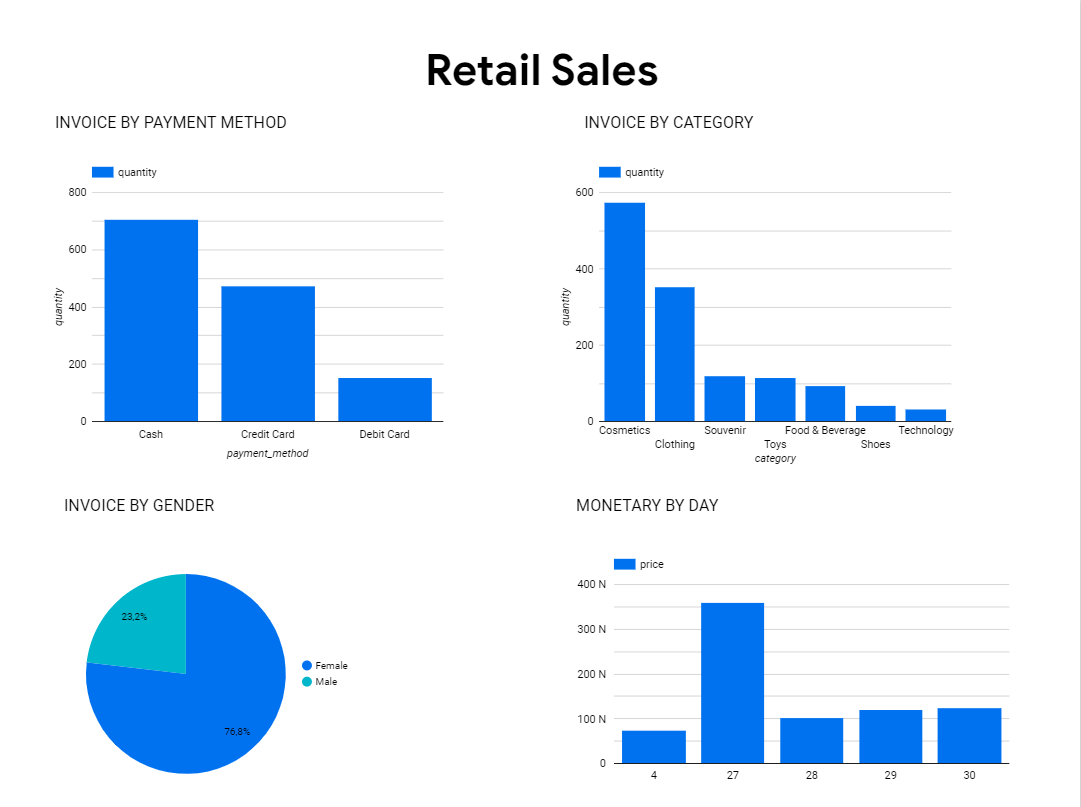 Retail Sales
INVOICE BY PAYMENT METHOD
quantity
800
600
400
200
0
quantity
Cash
Credit Card
Debit Card
payment_method
INVOICE BY CATEGORY
quantity
600
400
200
0
quantity
Cosmetics
Clothing
Souvenir
Toys
Food & Beverage
Shoes
Technology
category
INVOICE BY GENDER
23,2%
76,8%
Female
Male
MONETARY BY DAY
price
400 N
300 N
200 N
100 N
0
4
27
28
29
30